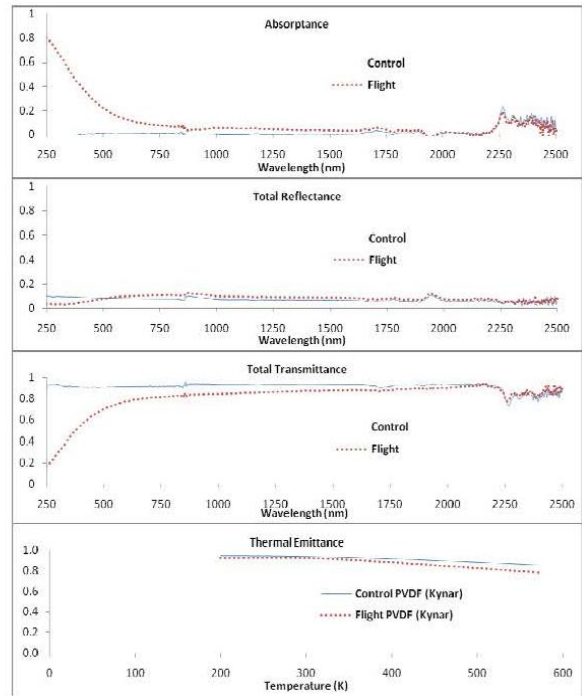 Absorptance
1
0.8
0.6
0.4
0.2
0
Control
Flight
250 500 750 1000 1250 1500 1750 2000 2250 2500
Wavelength (nm)
Total Reflectance
1
0.8
0.6
0.4
0.2
0
Control
Flight
250 500 750 1000 1250 1500 1750 2000 2250 2500
Wavelength (nm)
Total Transmittance
1
0.8
0.6
0.4
0.2
0
Control
Flight
250 500 750 1000 1250 1500 1750 2000 2250 2500
Wavelength (nm)
Thermal Emittance
1.0
0.8
0.6
0.4
0.2
0.0
Control PVDF (Kynar)
Flight PVDF (Kynar)
0 100 200 300 400 500 600
Temperature (K)